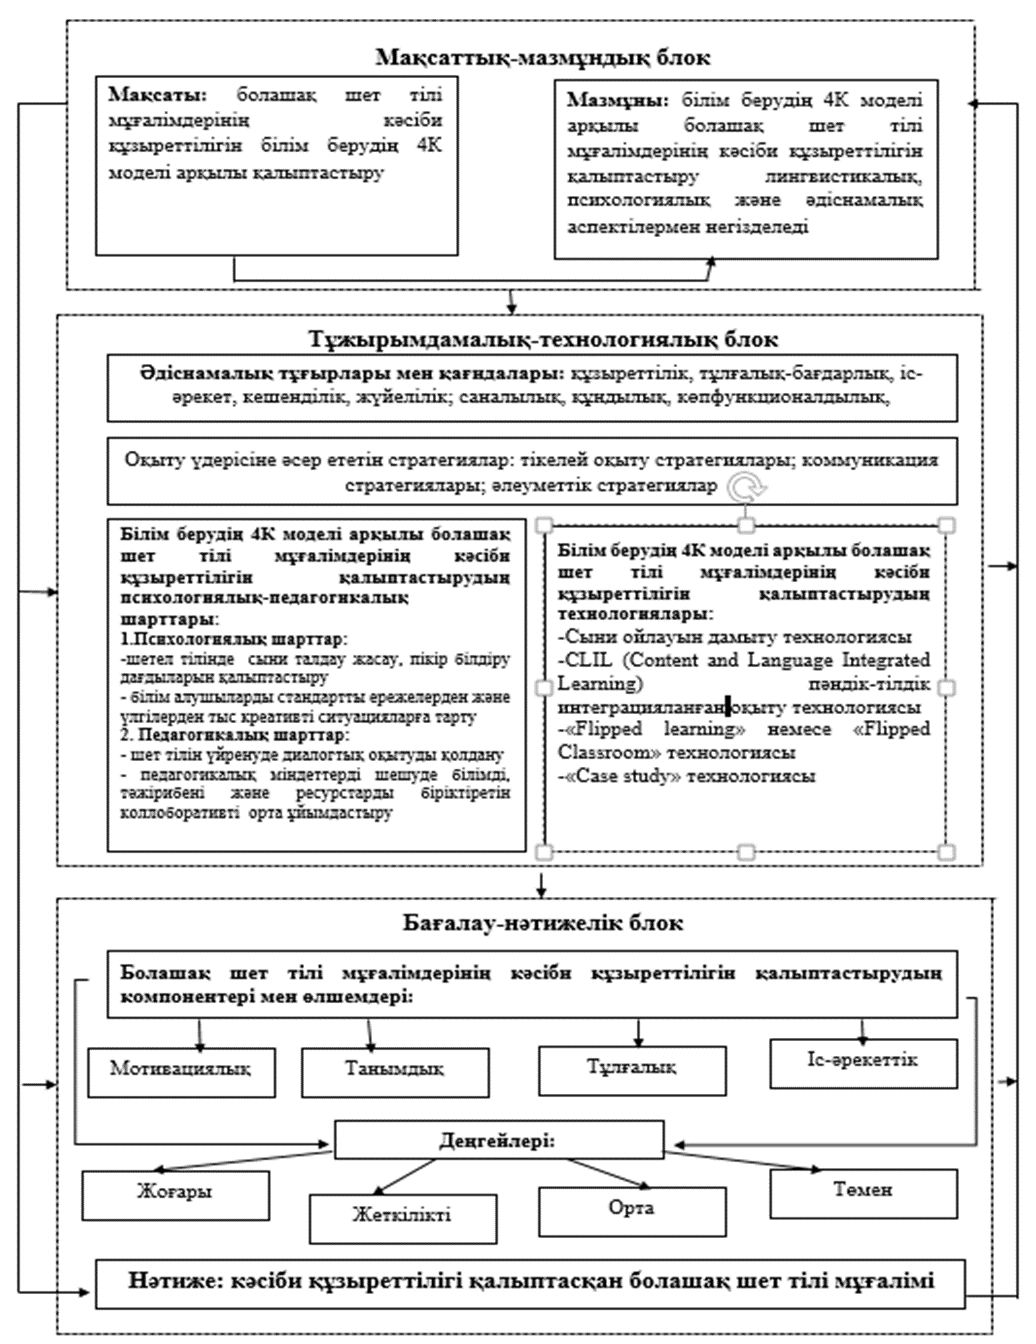 Мақсаттық-мазмұндық блок
Мақсаты: болашақ шет тілі
мұғалімдерінің кәсіби
құзыреттілігін білім берудің 4К
моделі арқылы қалыптастыру
Мазмұны: білім берудің 4К моделі
арқылы болашақ шет тілі
мұғалімдерінің кәсіби құзыреттілігін
қалыптастыру лингвистикалық,
психологиялық және әдіснамалық
аспектілермен негізделеді
Тұжырымдамалық-технологиялық блок
Әдіснамалық тұғырлары мен қағидалары: құзыреттілік, тұлғалық-бағдарлық, іс-
әрекет, кешенділік, жүйелілік; саналылық, құндылық, көпфункционалдылық,
Оқыту үдерісіне әсер ететін стратегиялар: тікелей оқыту стратегиялары; коммуникация
стратегиялары; әлеуметтік стратегиялар
Білім берудің 4К моделі арқылы болашақ
шет тілі мұғалімдерінің кәсіби
құзыреттілігін қалыптастырудың
психологиялық-педагогикалық
шарттары:
1.Психологиялық шарттар:
-шетел тілінде сыни талдау жасау, пікір білдіру
дағдыларын қалыптастыру
- білім алушыларды стандартты ережелерден және
үлгілерден тыс креативті ситуацияларға тарту
2. Педагогикалық шарттар:
- шет тілін үйренуде диалогтық оқытуды қолдану
- педагогикалық міндеттерді шешуде білімді,
тәжірибені және ресурстарды біріктіретін
коллоборативті орта ұйымдастыру
Білім берудің 4К моделі арқылы болашақ
шет тілі мұғалімдерінің кәсіби
құзыреттілігін қалыптастырудың
технологиялары:
-Сыни ойлауын дамыту технологиясы
-CLIL (Content and Language Integrated
Learning) пәндік-тілдік
интеграцияланған оқыту технологиясы
-«Flipped learning» немесе «Flipped
Classroom» технологиясы
-«Case study» технологиясы
Бағалау-нәтижелік блок
Болашақ шет тілі мұғалімдерінің кәсіби құзыреттілігін қалыптастырудың
компонентері мен өлшемдері:
Мотивациялық
Танымдық
Тұлғалық
Іс-әрекеттік
Деңгейлері:
Жоғары
Жеткілікті
Орта
Төмен
Нәтиже: кәсіби құзыреттілігі қалыптасқан болашақ шет тілі мұғалімі